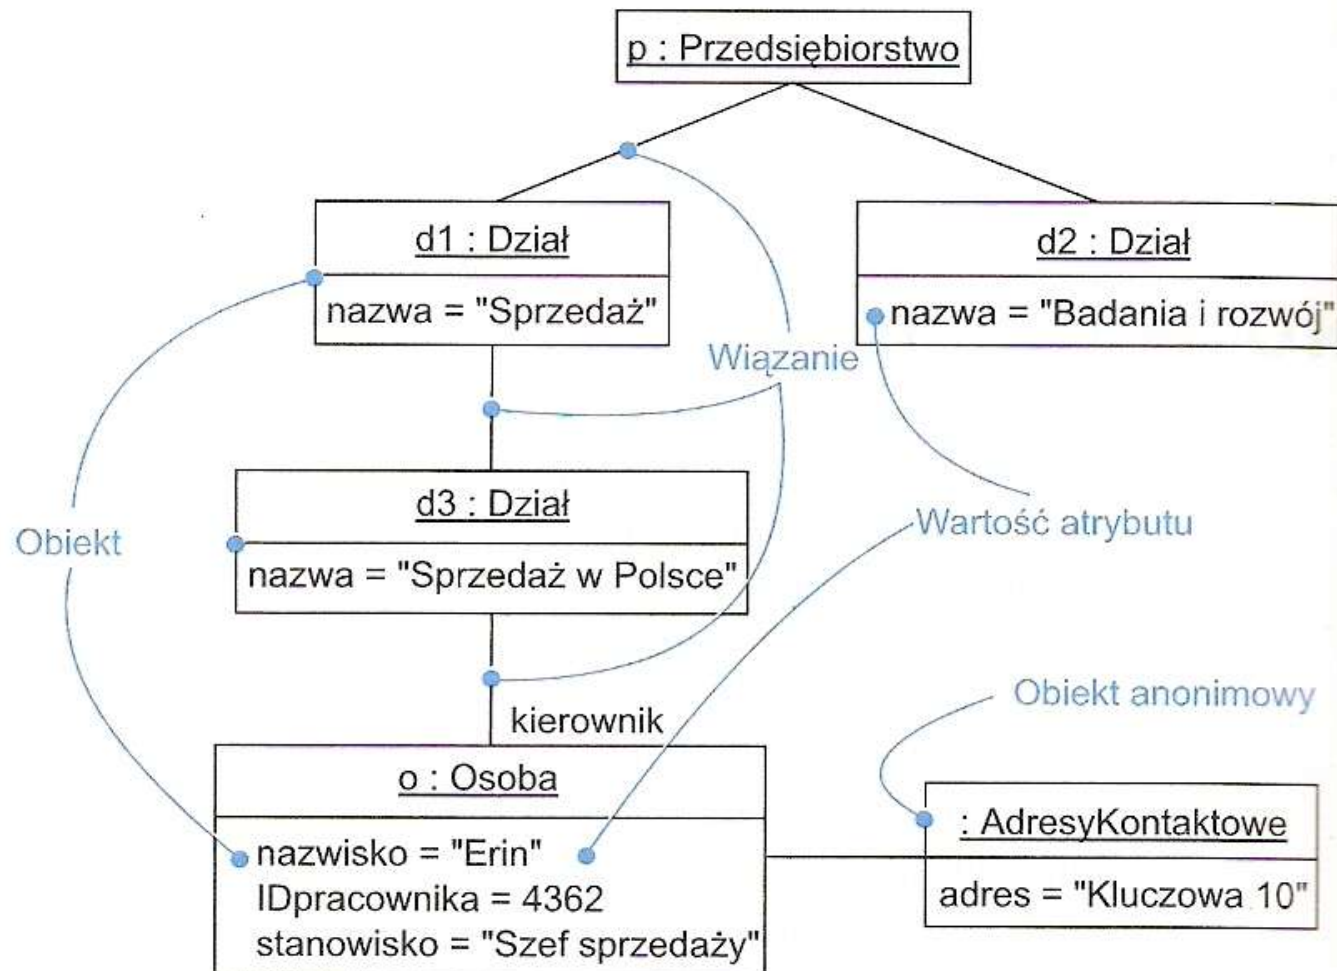 p : Przedsiębiorstwo
d1 : Dział
nazwa = "Sprzedaż"
d2 : Dział
nazwa = "Badania i rozwój"
Wiązanie
d3 : Dział
nazwa = "Sprzedaż w Polsce"
Obiekt
Wartość atrybutu
kierownik
Obiekt anonimowy
o : Osoba
nazwisko = "Erin"
IDpracownika = 4362
stanowisko = "Szef sprzedaży"
: AdresyKontaktowe
adres = "Kluczowa 10"